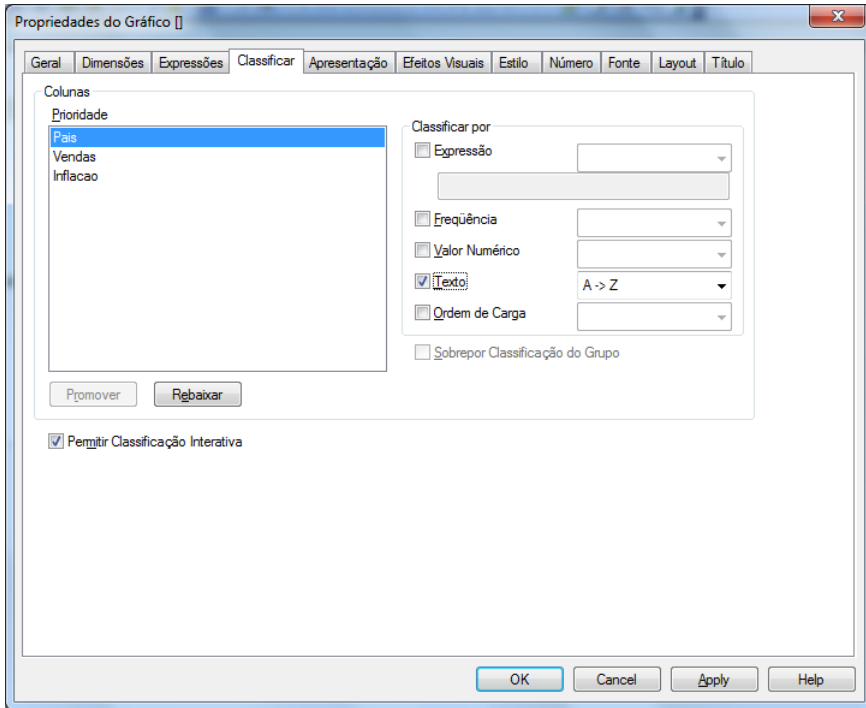 Propriedades do Gráfico []
Geral Dimensões Expressões Classificar Apresentação Efeitos Visuais Estilo Número Fonte Layout Título
Colunas
Prioridade
Pais
Vendas
Inflacao
Classificar por
Expressão
Freqüência
Valor Numérico
Texto A -> Z
Ordem de Carga
Sobrepor Classificação do Grupo
Promover Rebaixar
Permitir Classificação Interativa
OK Cancel Apply Help